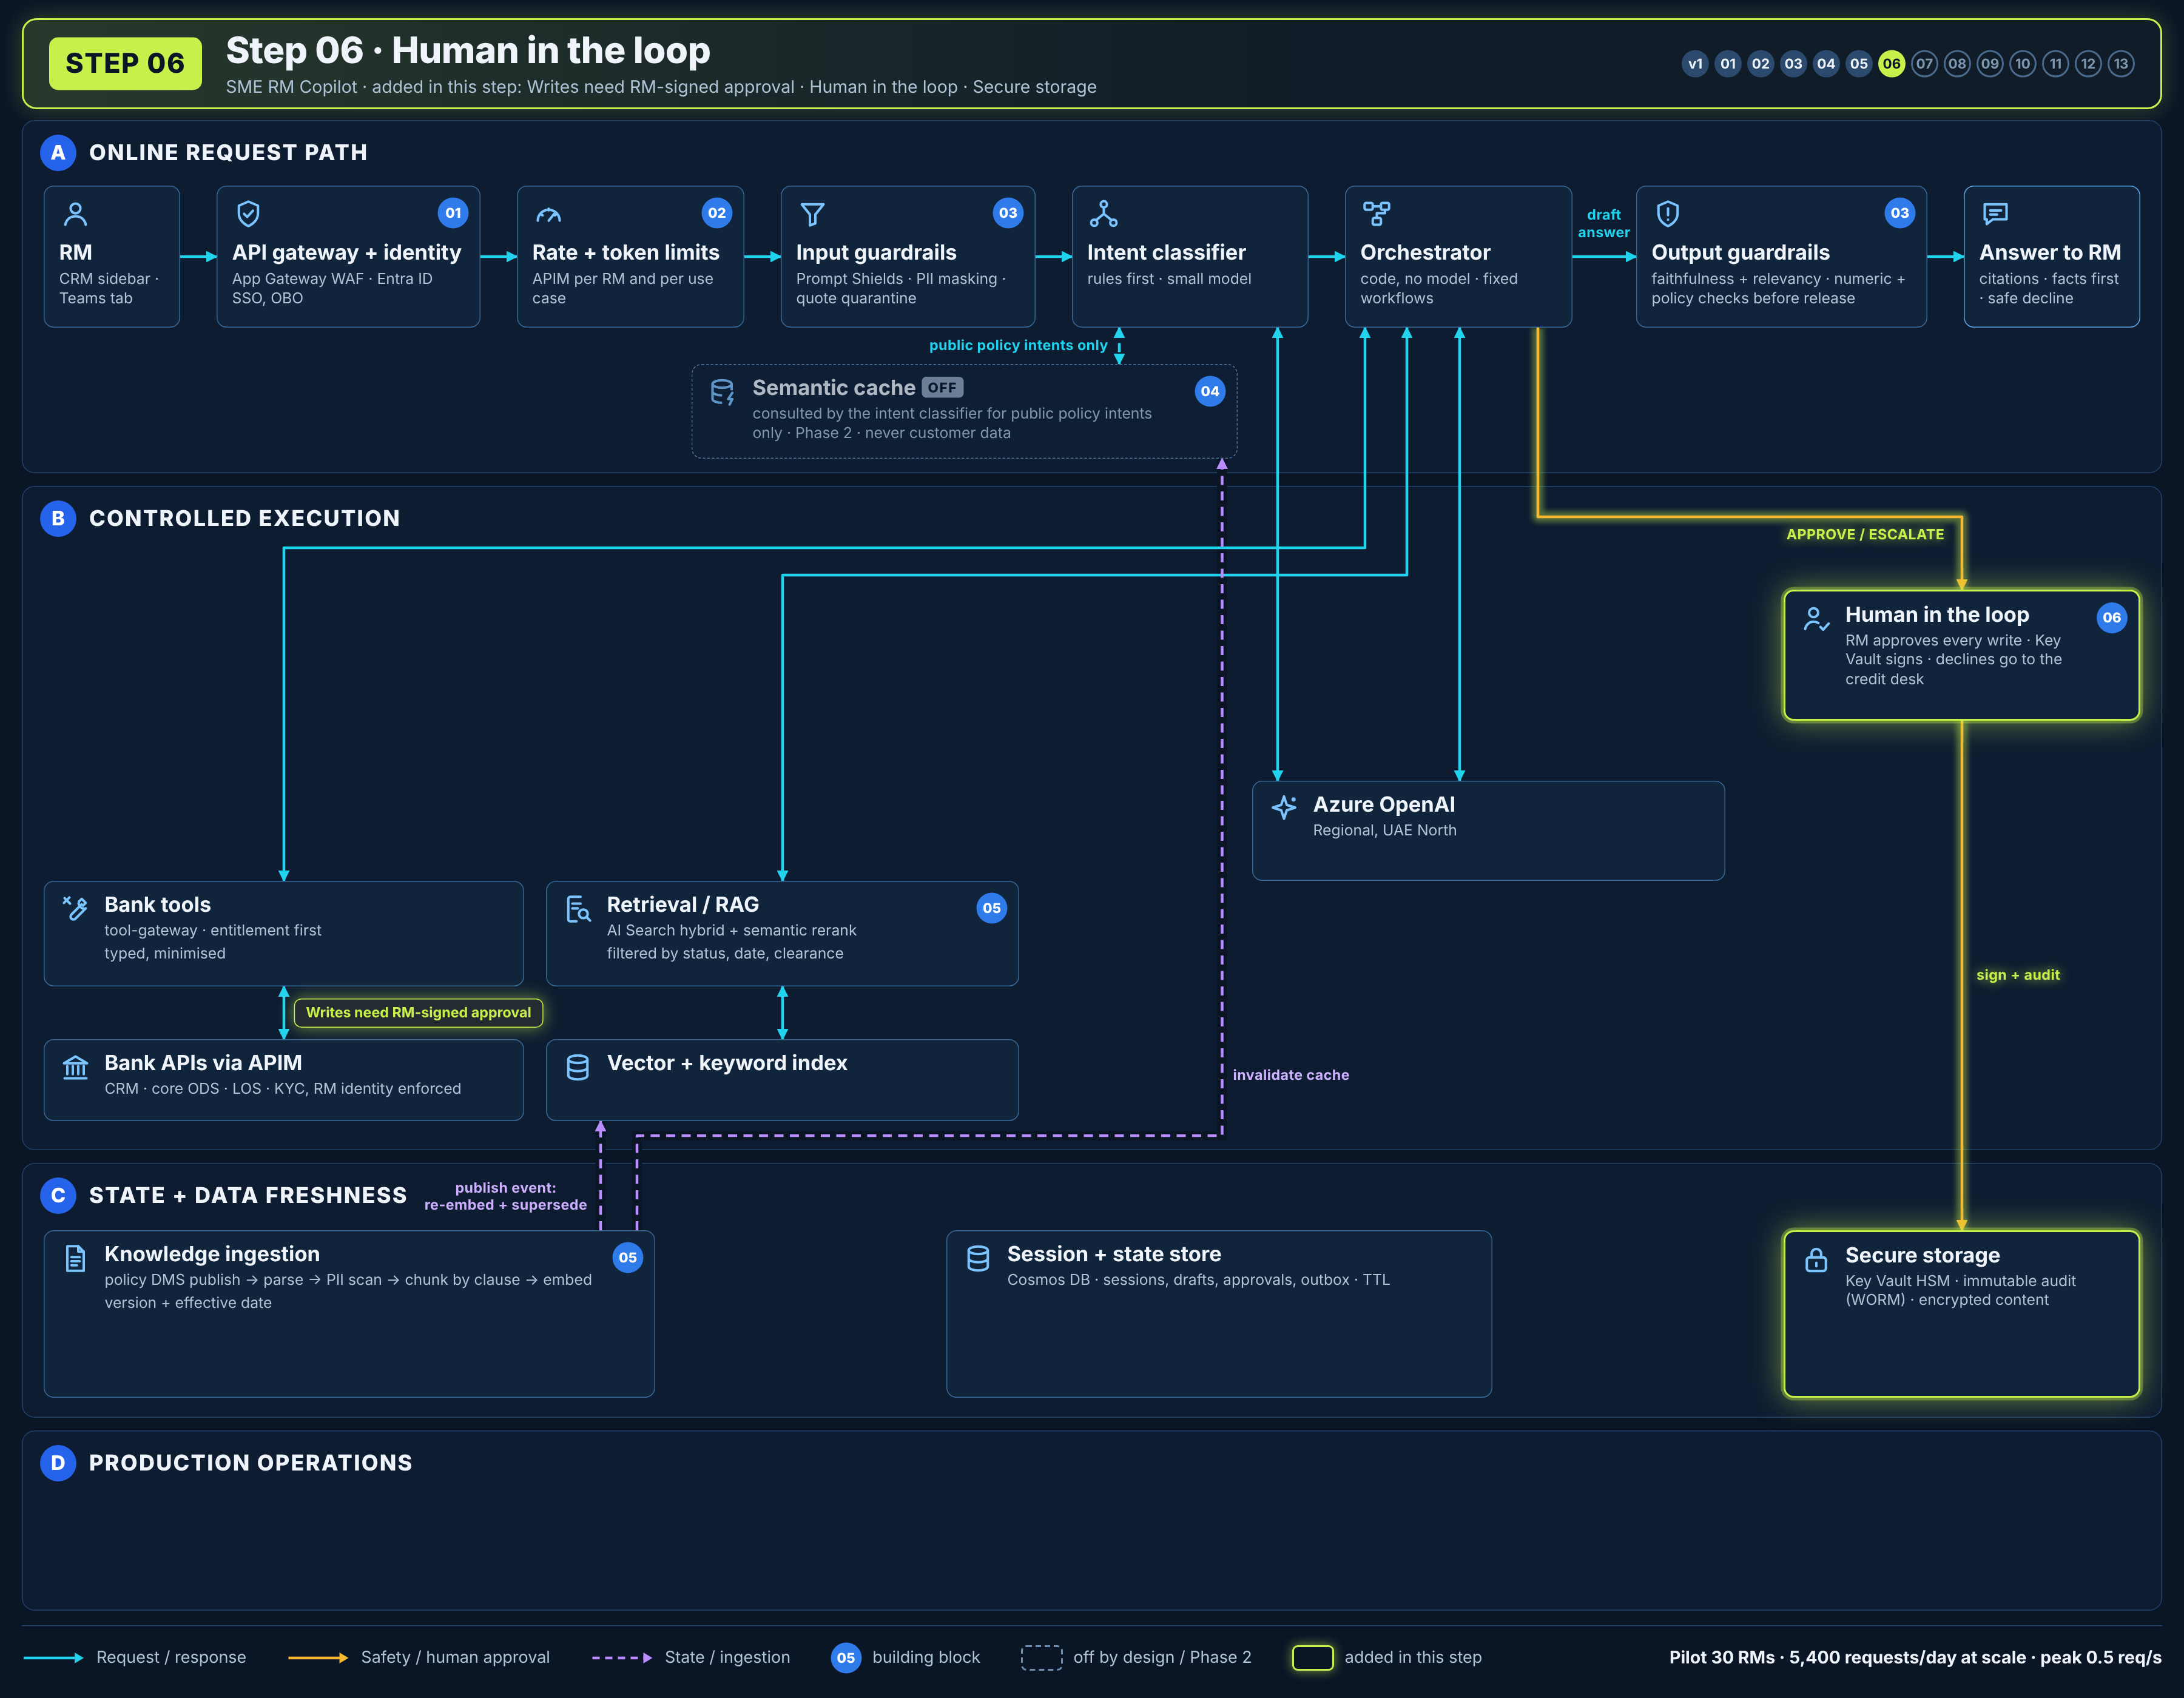 STEP 06
Step 06 · Human in the loop
SME RM Copilot · added in this step: Writes need RM-signed approval · Human in the loop · Secure storage
v1 01 02 03 04 05 06 07 08 09 10 11 12 13
A ONLINE REQUEST PATH
RM
CRM sidebar ·
Teams tab
01
API gateway + identity
App Gateway WAF · Entra ID
SSO, OBO
02
Rate + token limits
APIM per RM and per use
case
03
Input guardrails
Prompt Shields · PII masking ·
quote quarantine
Intent classifier
rules first · small model
Orchestrator
code, no model · fixed
workflows
draft
answer
03
Output guardrails
faithfulness + relevancy · numeric +
policy checks before release
Answer to RM
citations · facts first
· safe decline
public policy intents only
Semantic cache OFF
04
consulted by the intent classifier for public policy intents
only · Phase 2 · never customer data
B CONTROLLED EXECUTION
APPROVE / ESCALATE
Human in the loop
06
RM approves every write · Key
Vault signs · declines go to the
credit desk
Azure OpenAI
Regional, UAE North
Bank tools
tool-gateway · entitlement first
typed, minimised
Retrieval / RAG
05
AI Search hybrid + semantic rerank
filtered by status, date, clearance
sign + audit
Writes need RM-signed approval
Bank APIs via APIM
CRM · core ODS · LOS · KYC, RM identity enforced
Vector + keyword index
invalidate cache
C STATE + DATA FRESHNESS
publish event:
re-embed + supersede
Knowledge ingestion
05
policy DMS publish → parse → PII scan → chunk by clause → embed
version + effective date
Session + state store
Cosmos DB · sessions, drafts, approvals, outbox · TTL
Secure storage
Key Vault HSM · immutable audit
(WORM) · encrypted content
D PRODUCTION OPERATIONS
Request / response
Safety / human approval
State / ingestion
05 building block
off by design / Phase 2
added in this step
Pilot 30 RMs · 5,400 requests/day at scale · peak 0.5 req/s